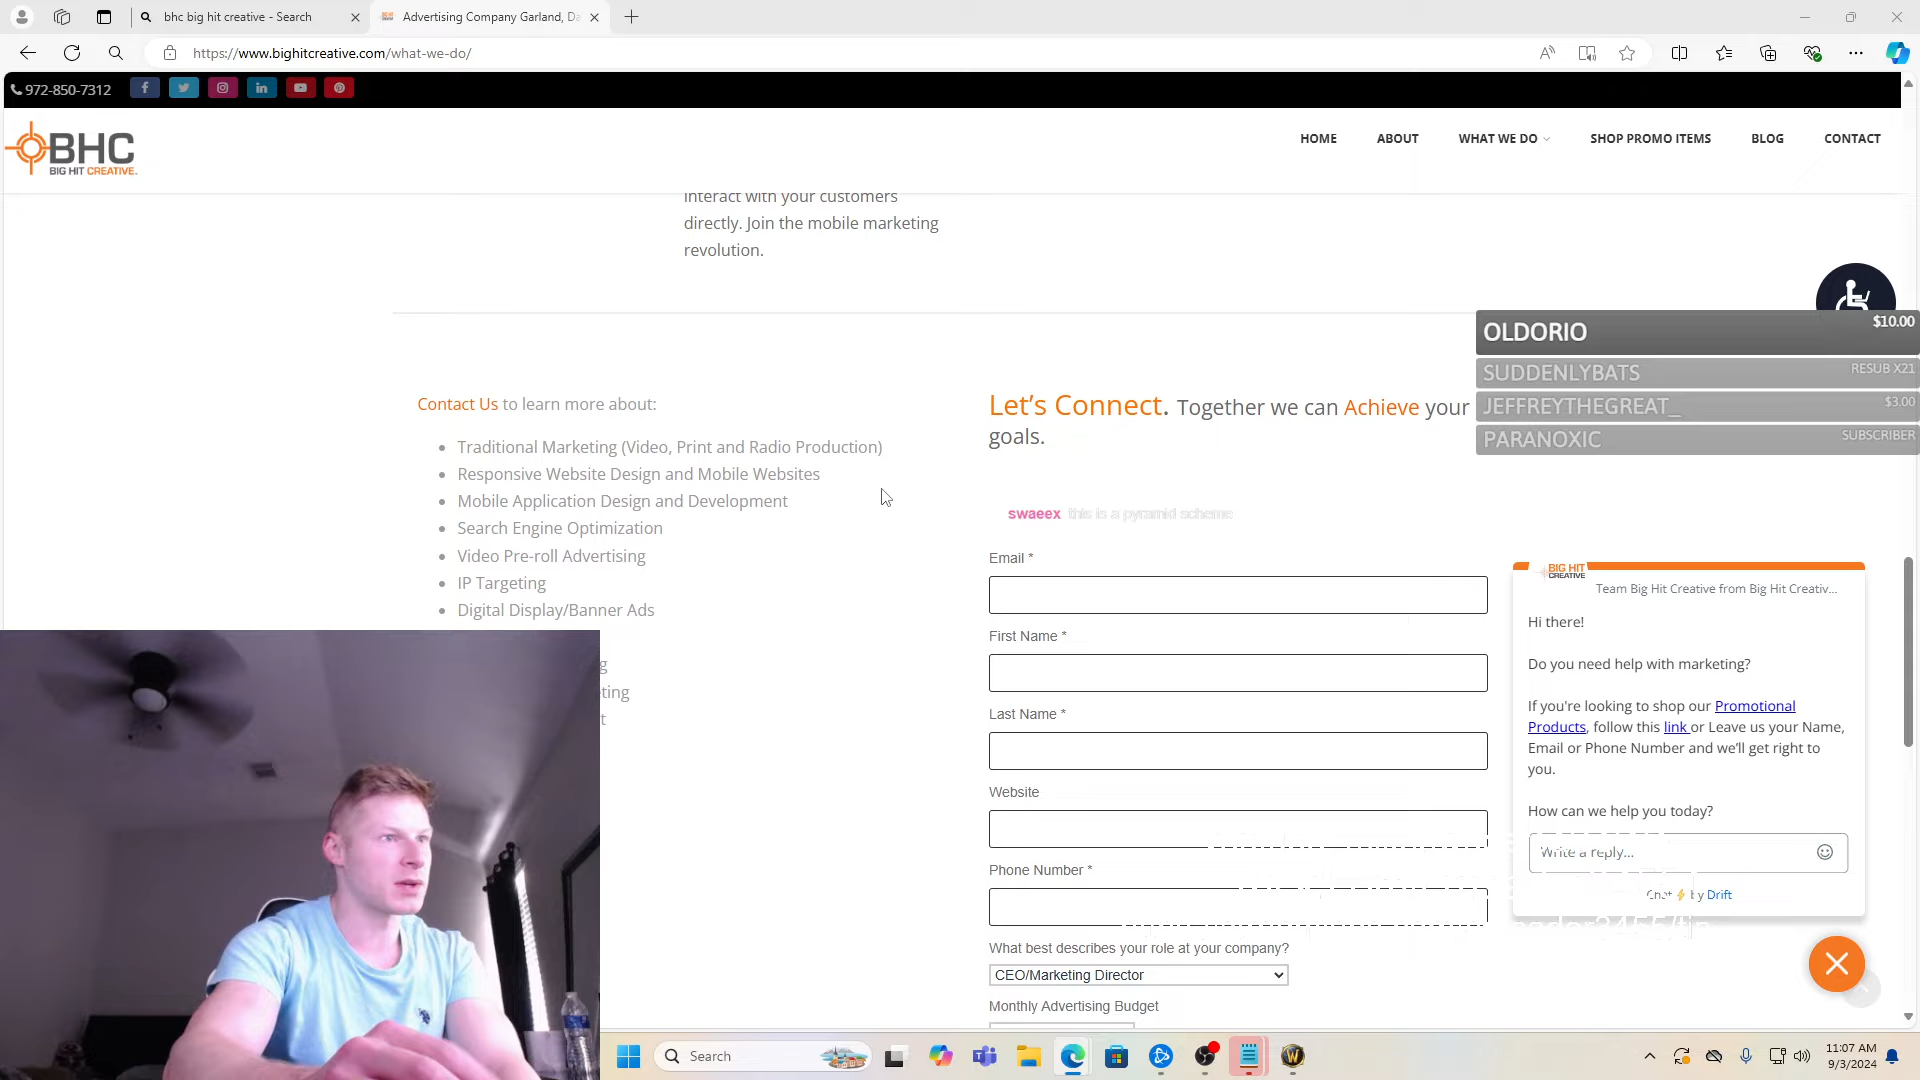 bhc big hit creative - Search
Advertising Company Garland, Da
https://www.bighitcreative.com/what-we-do/
972-850-7312
BHC
BIG HIT CREATIVE.
HOME
ABOUT
WHAT WE DO
SHOP PROMO ITEMS
BLOG
CONTACT
interact with your customers
directly. Join the mobile marketing
revolution.
OLDORIO $10.00
SUDDENLYBATS RESUB X21
JEFFREYTHEGREAT_ $3.00
PARANOXIC SUBSCRIBER
Contact Us to learn more about:
Traditional Marketing (Video, Print and Radio Production)
Responsive Website Design and Mobile Websites
Mobile Application Design and Development
Search Engine Optimization
Video Pre-roll Advertising
IP Targeting
Digital Display/Banner Ads
Let's Connect. Together we can Achieve your
goals.
swaeex this is a pyramid scheme
Email *
First Name *
Last Name *
Website
Phone Number *
What best describes your role at your company?
CEO/Marketing Director
Monthly Advertising Budget
BIG HIT
CREATIVE
Team Big Hit Creative from Big Hit Creativ...
Hi there!
Do you need help with marketing?
If you're looking to shop our Promotional
Products, follow this link or Leave us your Name,
Email or Phone Number and we'll get right to
you.
How can we help you today?
Write a reply...
Chat by Drift
Search
11:07 AM
9/3/2024